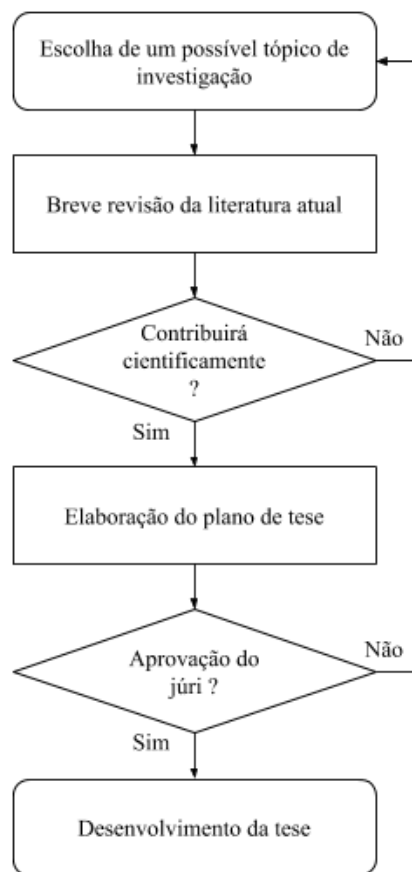 Escolha de um possível tópico de
investigação
Breve revisão da literatura atual
Contribuirá
cientificamente
?
Não
Sim
Elaboração do plano de tese
Aprovação do
júri ?
Não
Sim
Desenvolvimento da tese